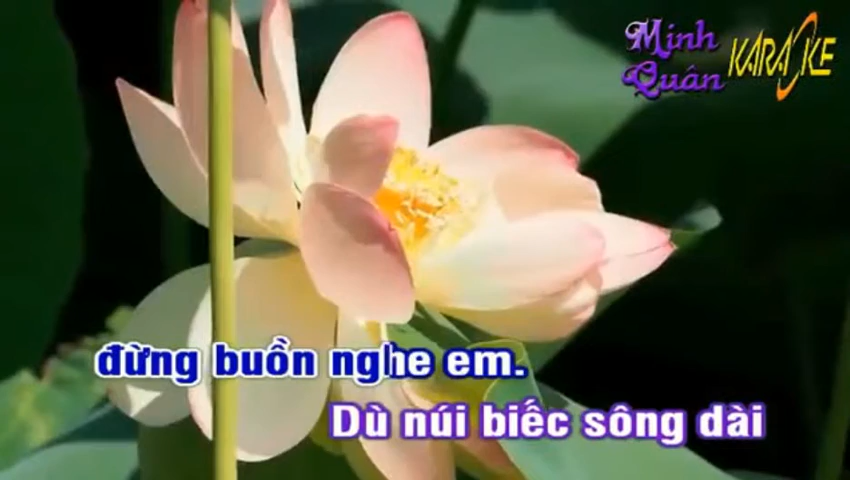 Minh
Quân
KARAOKE
đừng buồn nghe em.
Dù núi biếc sông dài